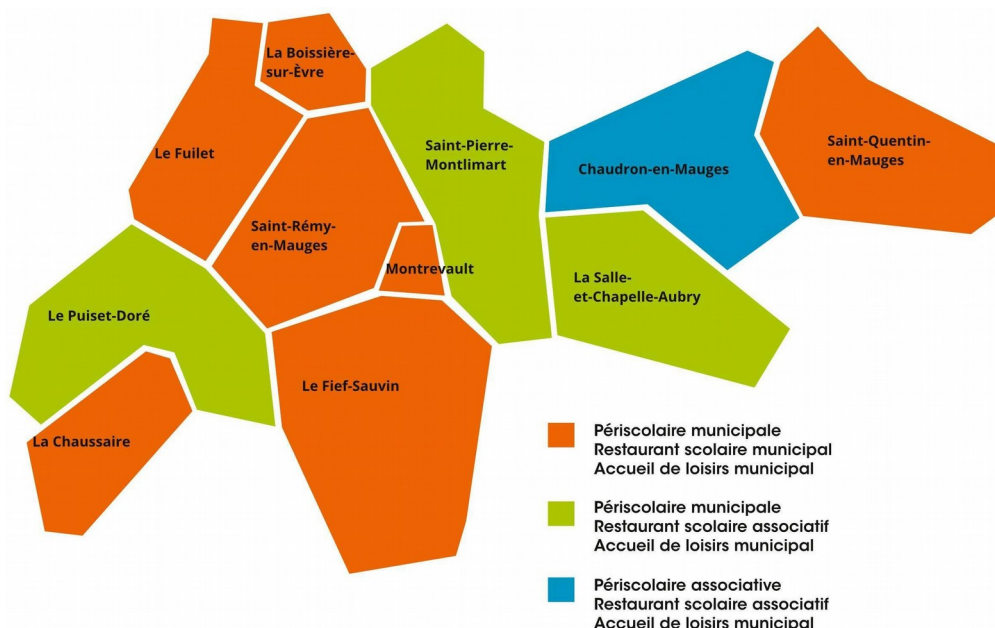 La Boissière-
sur-Èvre
Le Fuilet
Saint-Pierre-
Montlimart
Chaudron-en-Mauges
Saint-Quentin-
en-Mauges
Saint-Rémy-
en-Mauges
Montrevault
La Salle-
et-Chapelle-Aubry
Le Puiset-Doré
Le Fief-Sauvin
La Chaussaire
Périscolaire municipale
Restaurant scolaire municipal
Accueil de loisirs municipal
Périscolaire municipale
Restaurant scolaire associatif
Accueil de loisirs municipal
Périscolaire associative
Restaurant scolaire associatif
Accueil de loisirs municipal